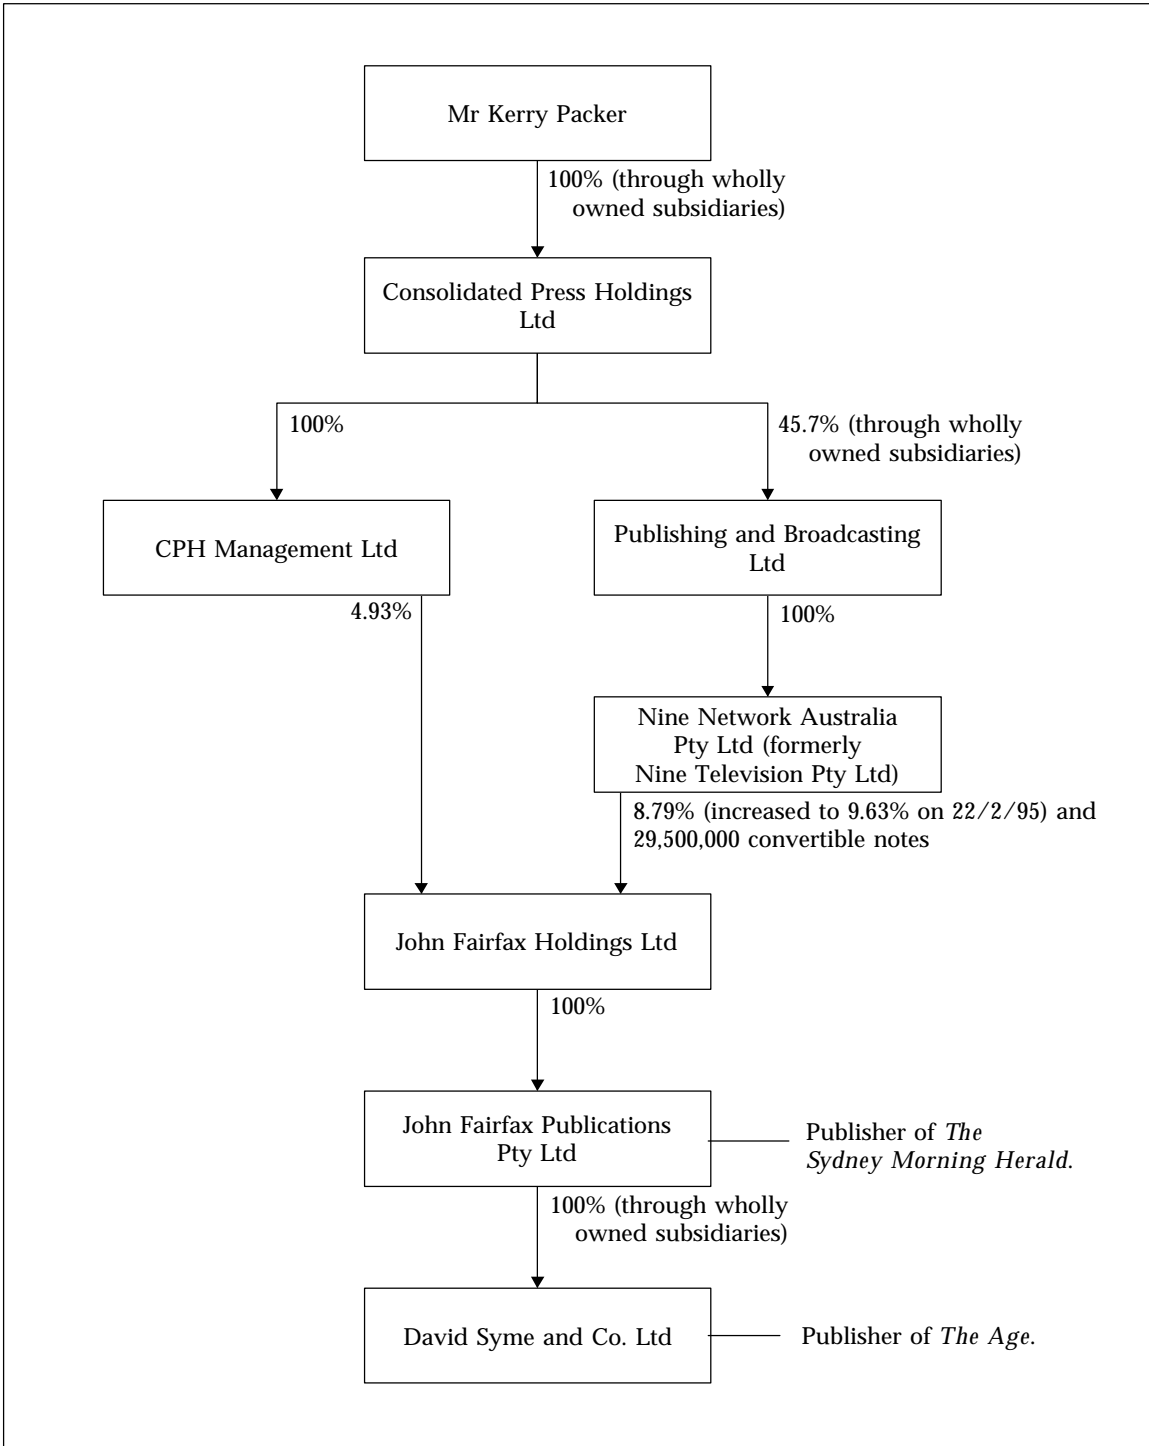 Mr Kerry Packer
100% (through wholly
owned subsidiaries)
Consolidated Press Holdings
Ltd
100%
45.7% (through wholly
owned subsidiaries)
CPH Management Ltd
Publishing and Broadcasting
Ltd
4.93%
100%
Nine Network Australia
Pty Ltd (formerly
Nine Television Pty Ltd)
8.79% (increased to 9.63% on 22/2/95) and
29,500,000 convertible notes
John Fairfax Holdings Ltd
100%
John Fairfax Publications
Pty Ltd
Publisher of The
Sydney Morning Herald.
100% (through wholly
owned subsidiaries)
David Syme and Co. Ltd
Publisher of The Age.